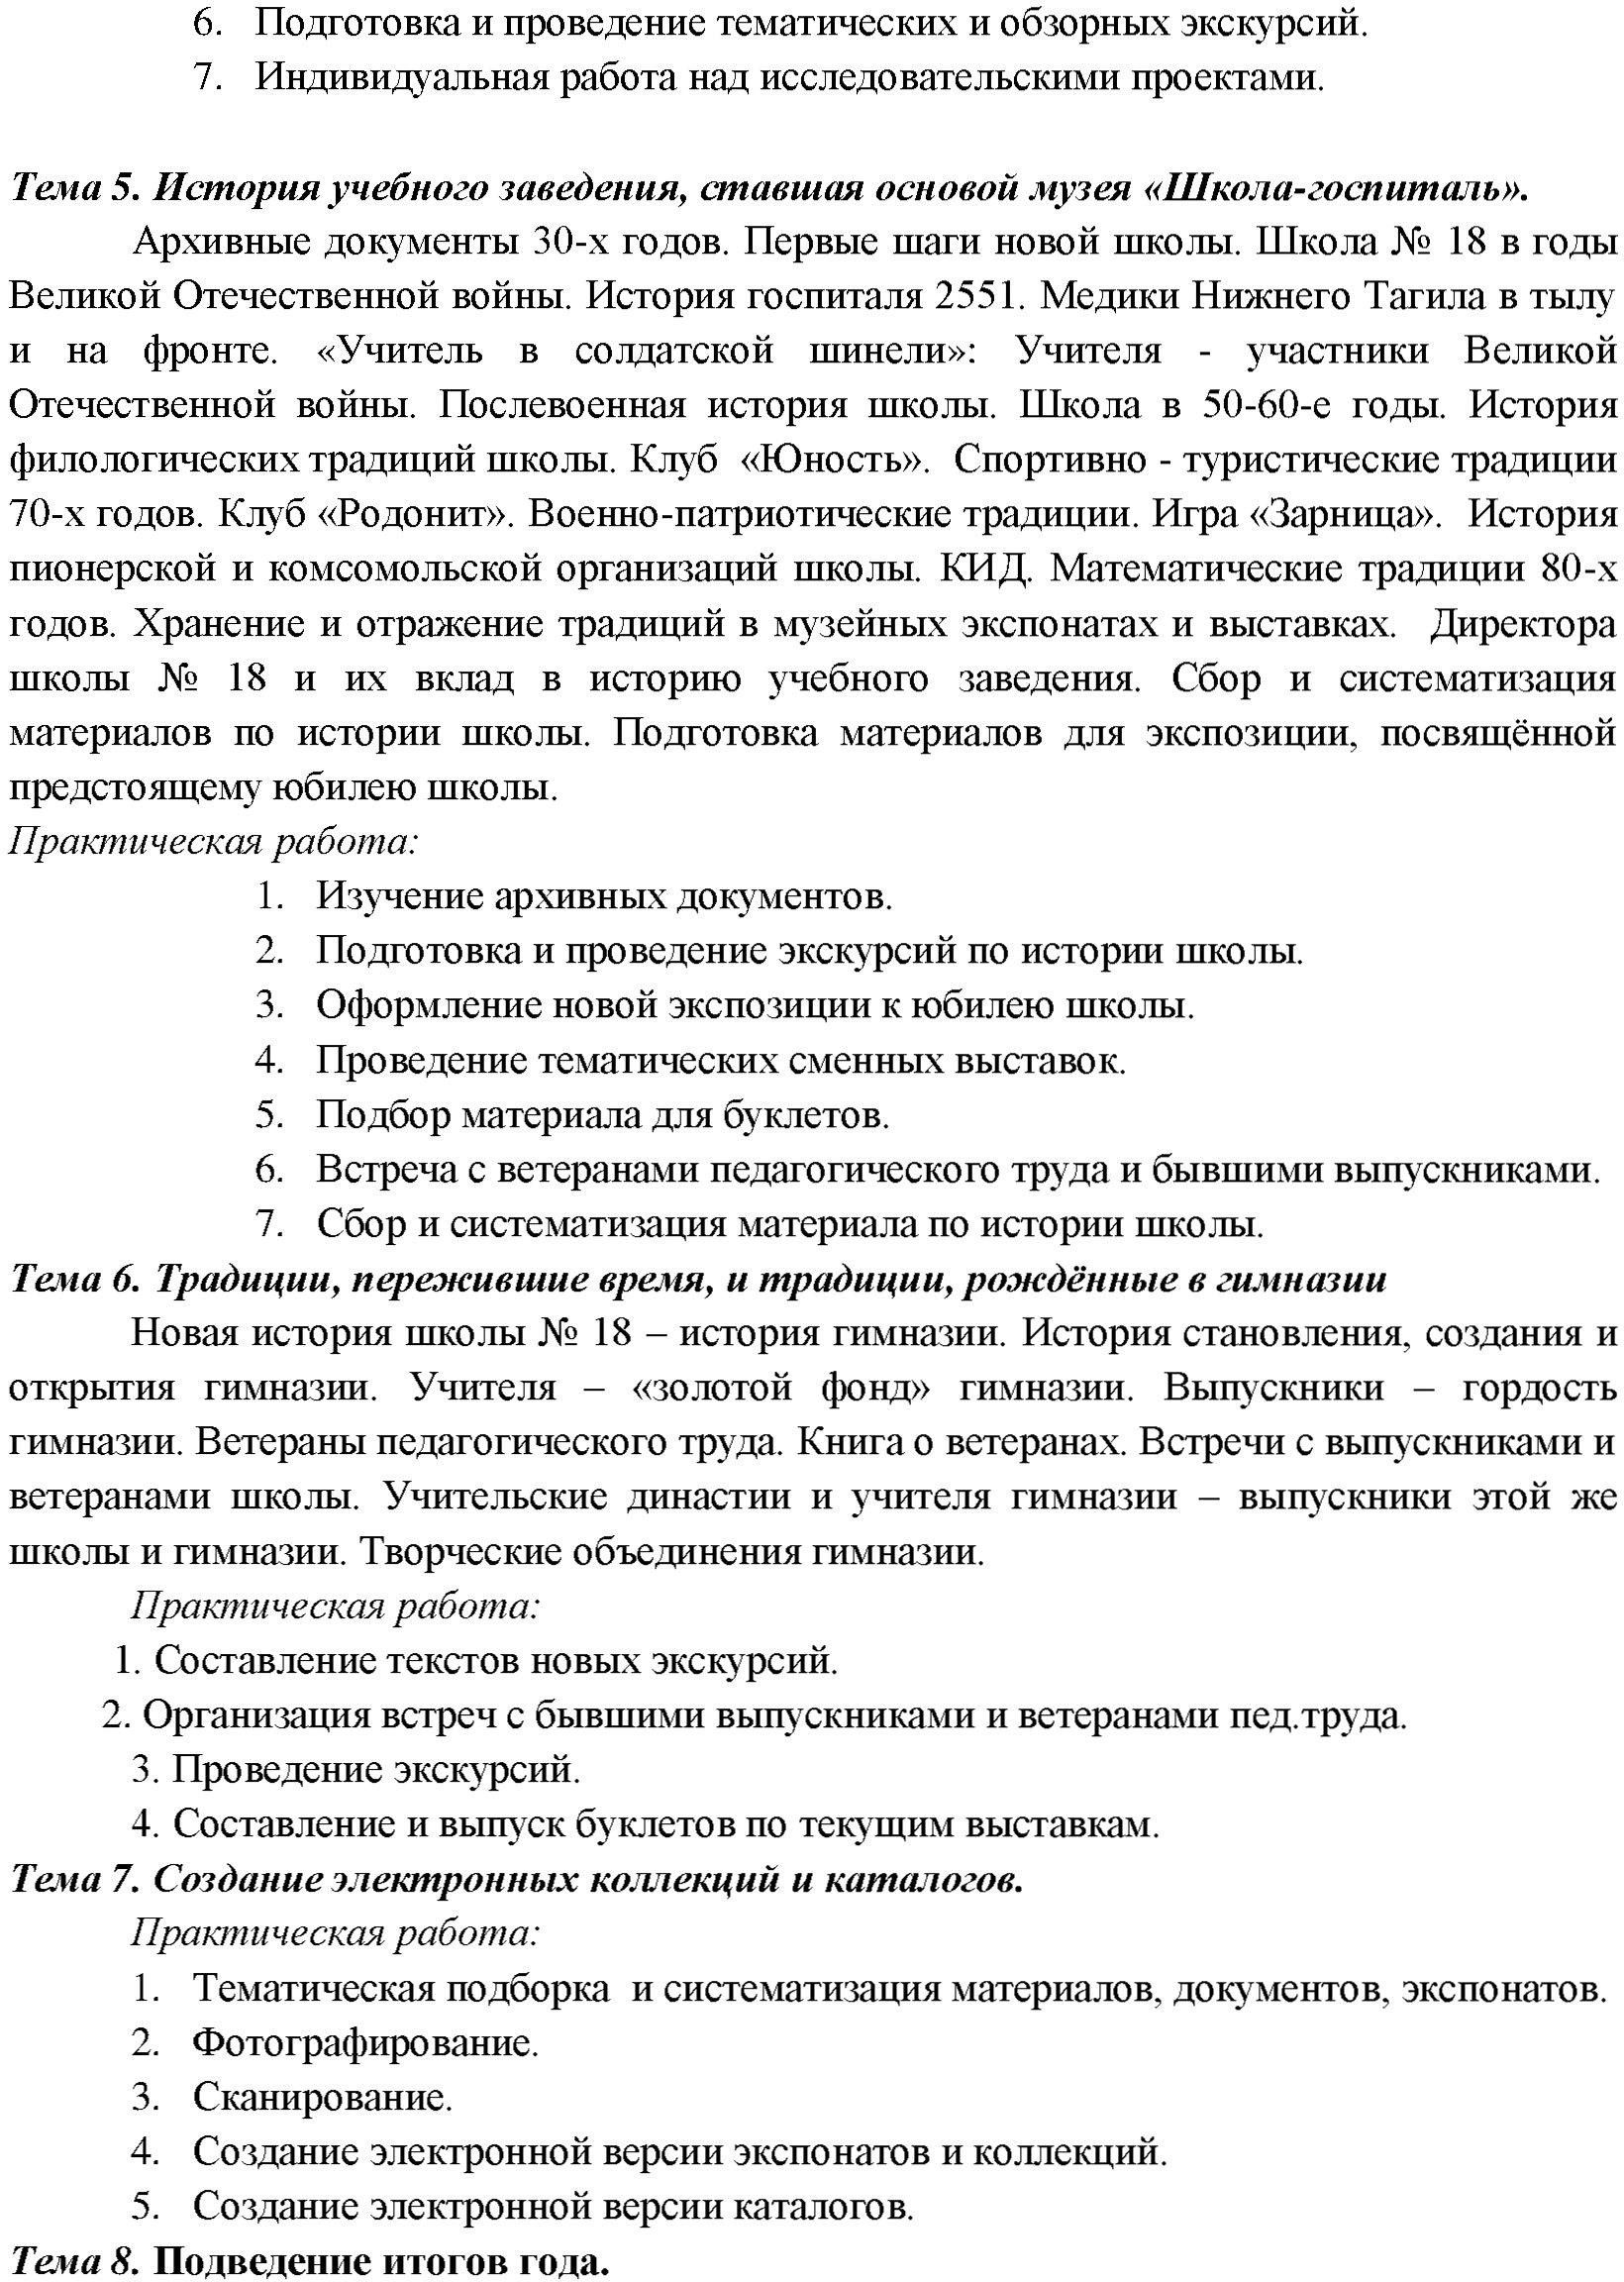 6. Подготовка и проведение тематических и обзорных экскурсий.
7. Индивидуальная работа над исследовательскими проектами.
Тема 5. История учебного заведения, ставшая основой музея «Школа-госпиталь».
Архивные документы 30-х годов. Первые шаги новой школы. Школа № 18 в годы
Великой Отечественной войны. История госпиталя 2551. Медики Нижнего Тагила в тылу
и на фронте. «Учитель в солдатской шинели»: Учителя - участники Великой
Отечественной войны. Послевоенная история школы. Школа в 50-60-е годы. История
филологических традиций школы. Клуб «Юность». Спортивно - туристические традиции
70-х годов. Клуб «Родонит». Военно-патриотические традиции. Игра «Зарница». История
пионерской и комсомольской организаций школы. КИД. Математические традиции 80-х
годов. Хранение и отражение традиций в музейных экспонатах и выставках. Директора
школы № 18 и их вклад в историю учебного заведения. Сбор и систематизация
материалов по истории школы. Подготовка материалов для экспозиции, посвящённой
предстоящему юбилею школы.
Практическая работа:
1. Изучение архивных документов.
2. Подготовка и проведение экскурсий по истории школы.
3. Оформление новой экспозиции к юбилею школы.
4. Проведение тематических сменных выставок.
5. Подбор материала для буклетов.
6. Встреча с ветеранами педагогического труда и бывшими выпускниками.
7. Сбор и систематизация материала по истории школы.
Тема 6. Традиции, пережившие время, и традиции, рождённые в гимназии
Новая история школы № 18 – история гимназии. История становления, создания и
открытия гимназии. Учителя – «золотой фонд» гимназии. Выпускники – гордость
гимназии. Ветераны педагогического труда. Книга о ветеранах. Встречи с выпускниками и
ветеранами школы. Учительские династии и учителя гимназии – выпускники этой же
школы и гимназии. Творческие объединения гимназии.
Практическая работа:
1. Составление текстов новых экскурсий.
2. Организация встреч с бывшими выпускниками и ветеранами пед.труда.
3. Проведение экскурсий.
4. Составление и выпуск буклетов по текущим выставкам.
Тема 7. Создание электронных коллекций и каталогов.
Практическая работа:
1. Тематическая подборка и систематизация материалов, документов, экспонатов.
2. Фотографирование.
3. Сканирование.
4. Создание электронной версии экспонатов и коллекций.
5. Создание электронной версии каталогов.
Тема 8. Подведение итогов года.